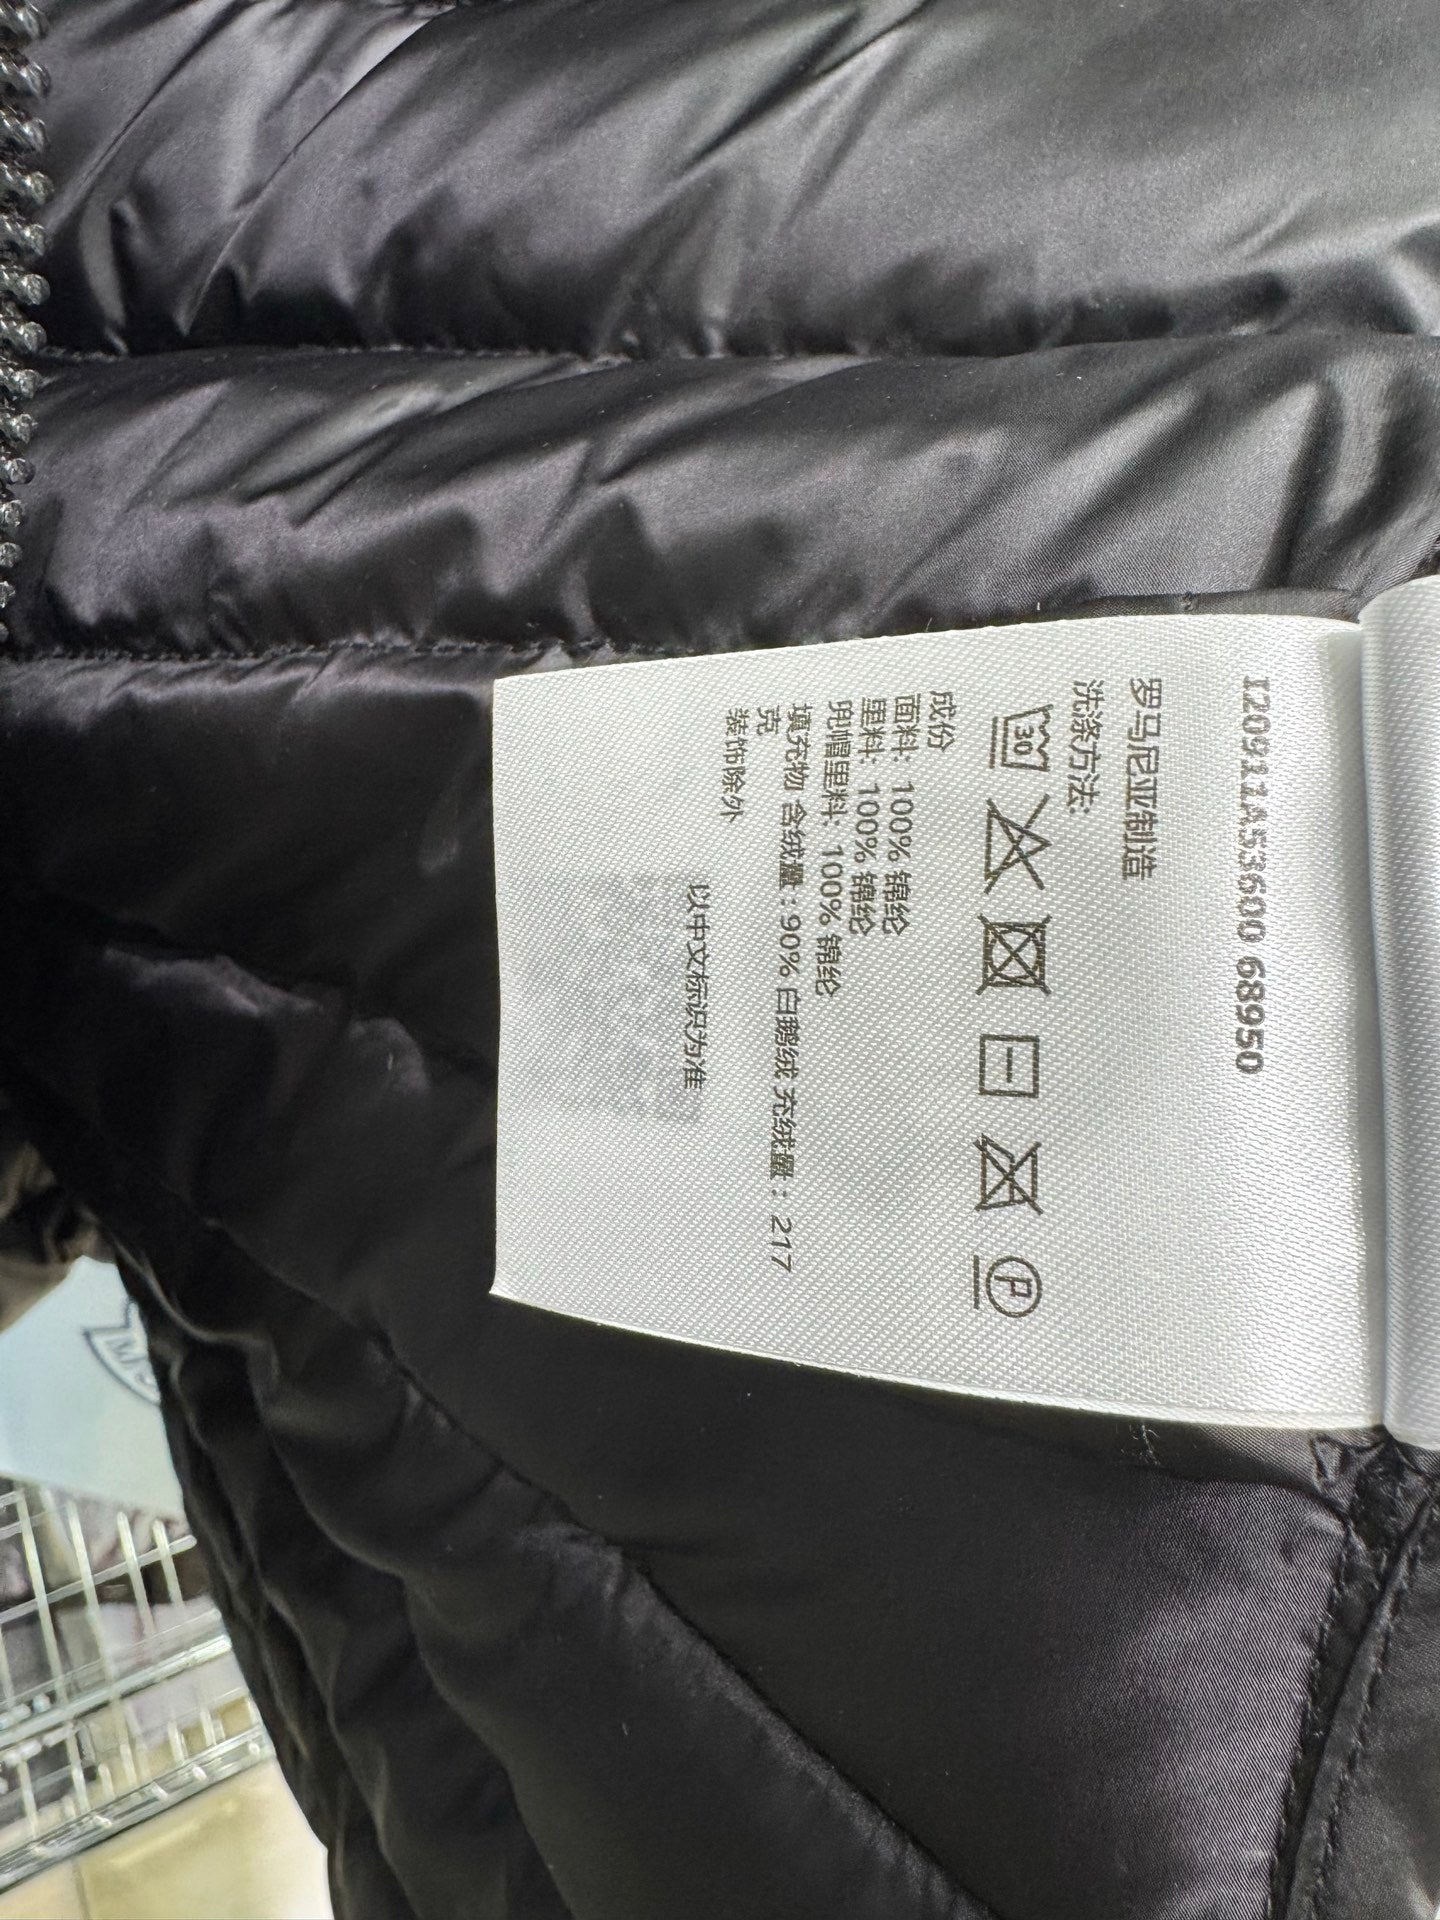 I20911A53600 68950
罗马尼亚制造
洗涤方法:
30
P
成份
面料: 100% 锦纶
里料: 100% 锦纶
兜帽里料: 100% 锦纶
填充物 含绒量：90% 白鹅绒 充绒量：217
克
装饰除外
以中文标识为准